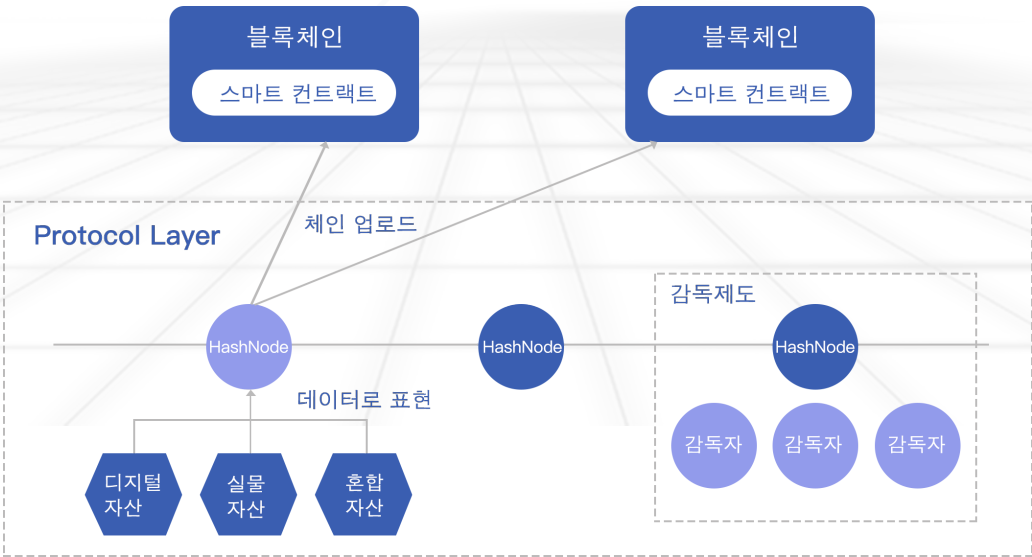 블록체인
스마트 컨트랙트
블록체인
스마트 컨트랙트
체인 업로드
Protocol Layer
감독제도
HashNode
HashNode
HashNode
데이터로 표현
감독자
감독자
감독자
디지털
자산
실물
자산
혼합
자산